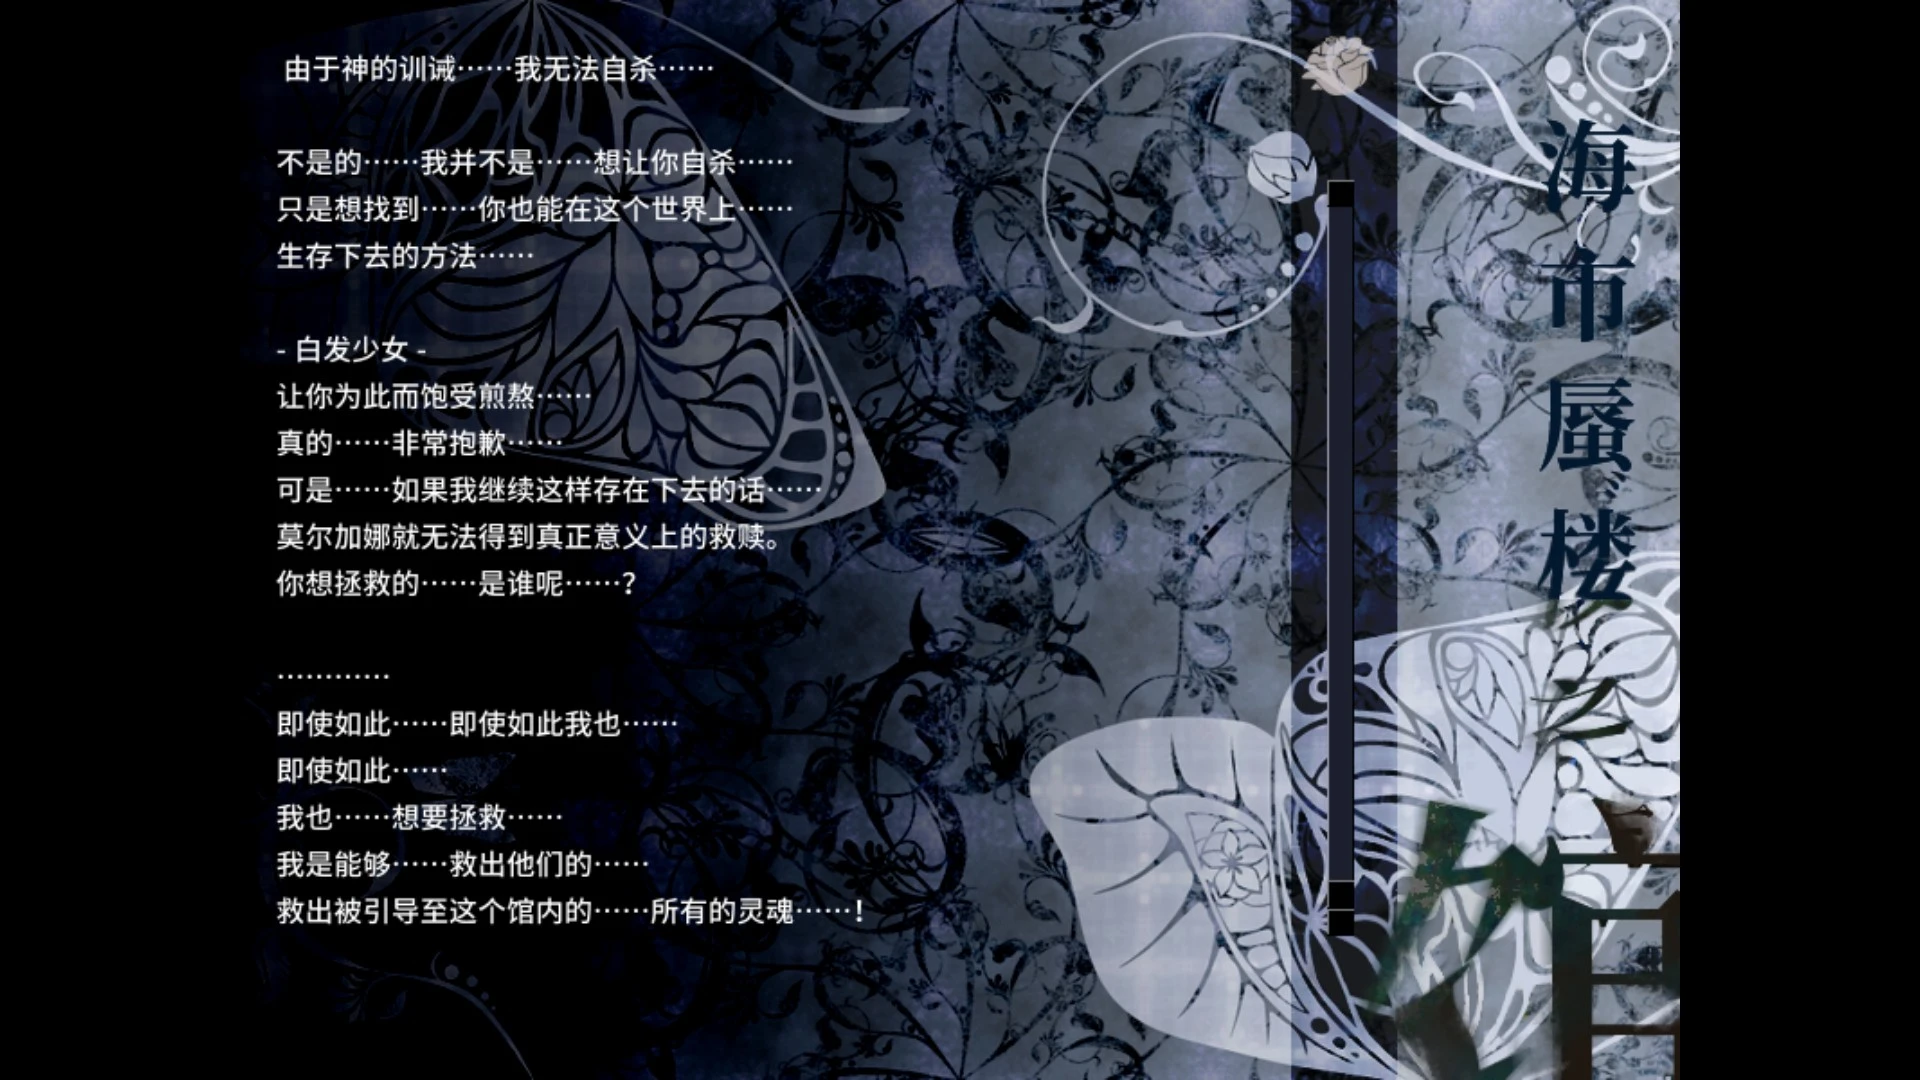 由于神的训诫……我无法自杀……
不是的……我并不是……想让你自杀……
只是想找到……你也能在这个世界上……
生存下去的方法……
- 白发少女 -
让你为此而饱受煎熬……
真的……非常抱歉……
可是……如果我继续这样存在下去的话……
莫尔加娜就无法得到真正意义上的救赎。
你想拯救的……是谁呢……？
…………
即使如此……即使如此我也……
即使如此……
我也……想要拯救……
我是能够……救出他们的……
救出被引导至这个馆内的……所有的灵魂……！
海市蜃楼之馆